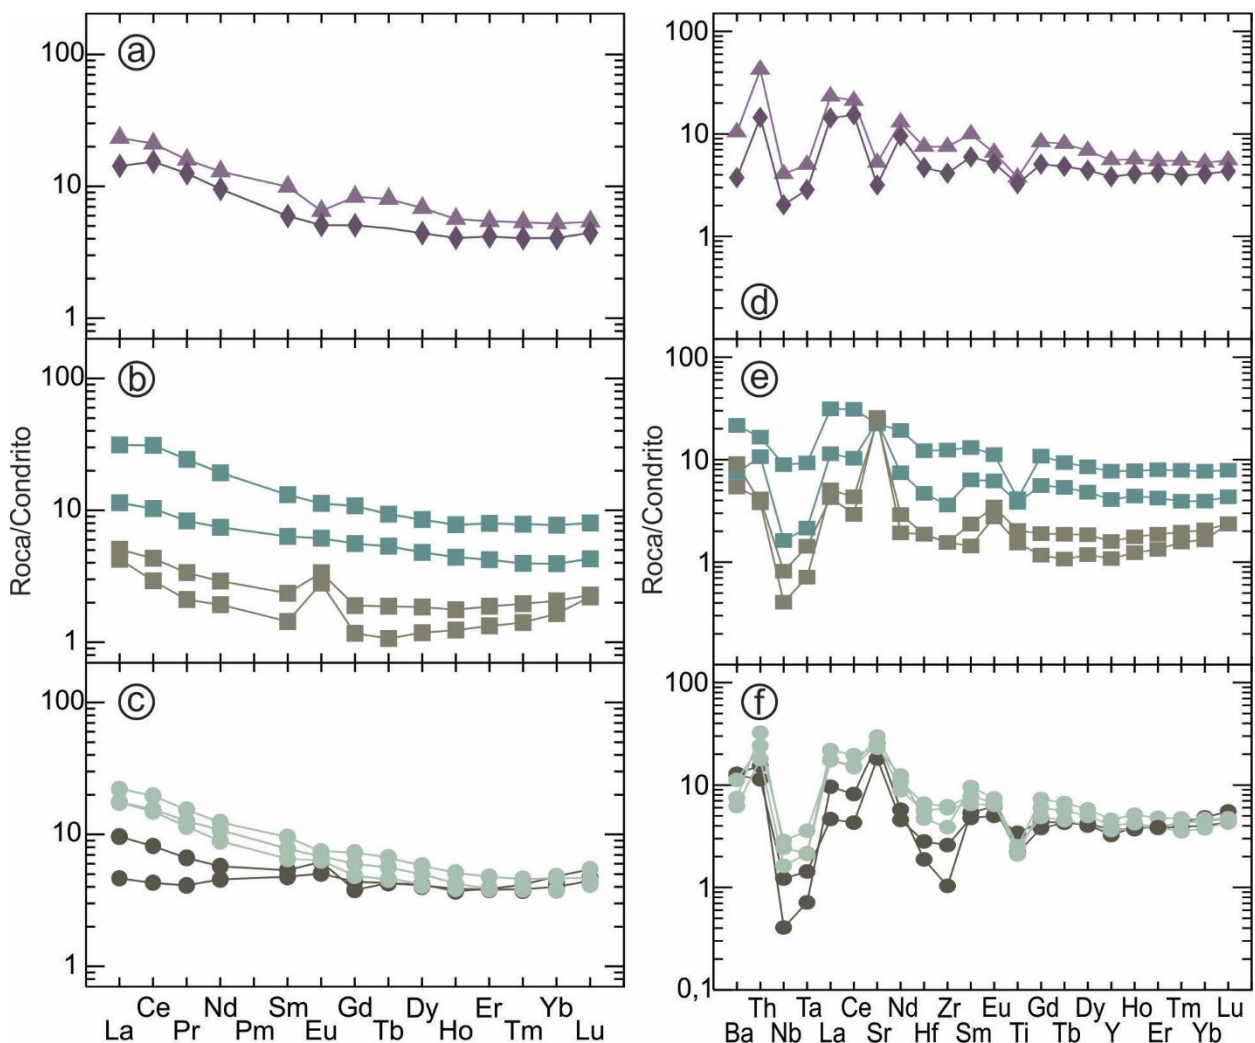 a
100
10
1
d
100
10
1
b
100
10
1
e
100
10
1
c
100
10
1
f
100
10
1
0,1
Roca/Condrito
Roca/Condrito
Ce Nd Sm Gd Dy Er Yb
La Pr Pm Eu Tb Ho Tm Lu
Th Ta Ce Nd Zr Eu Gd Dy Ho Tm Lu
Ba Nb La Sr Hf Sm Ti Tb Y Er Yb